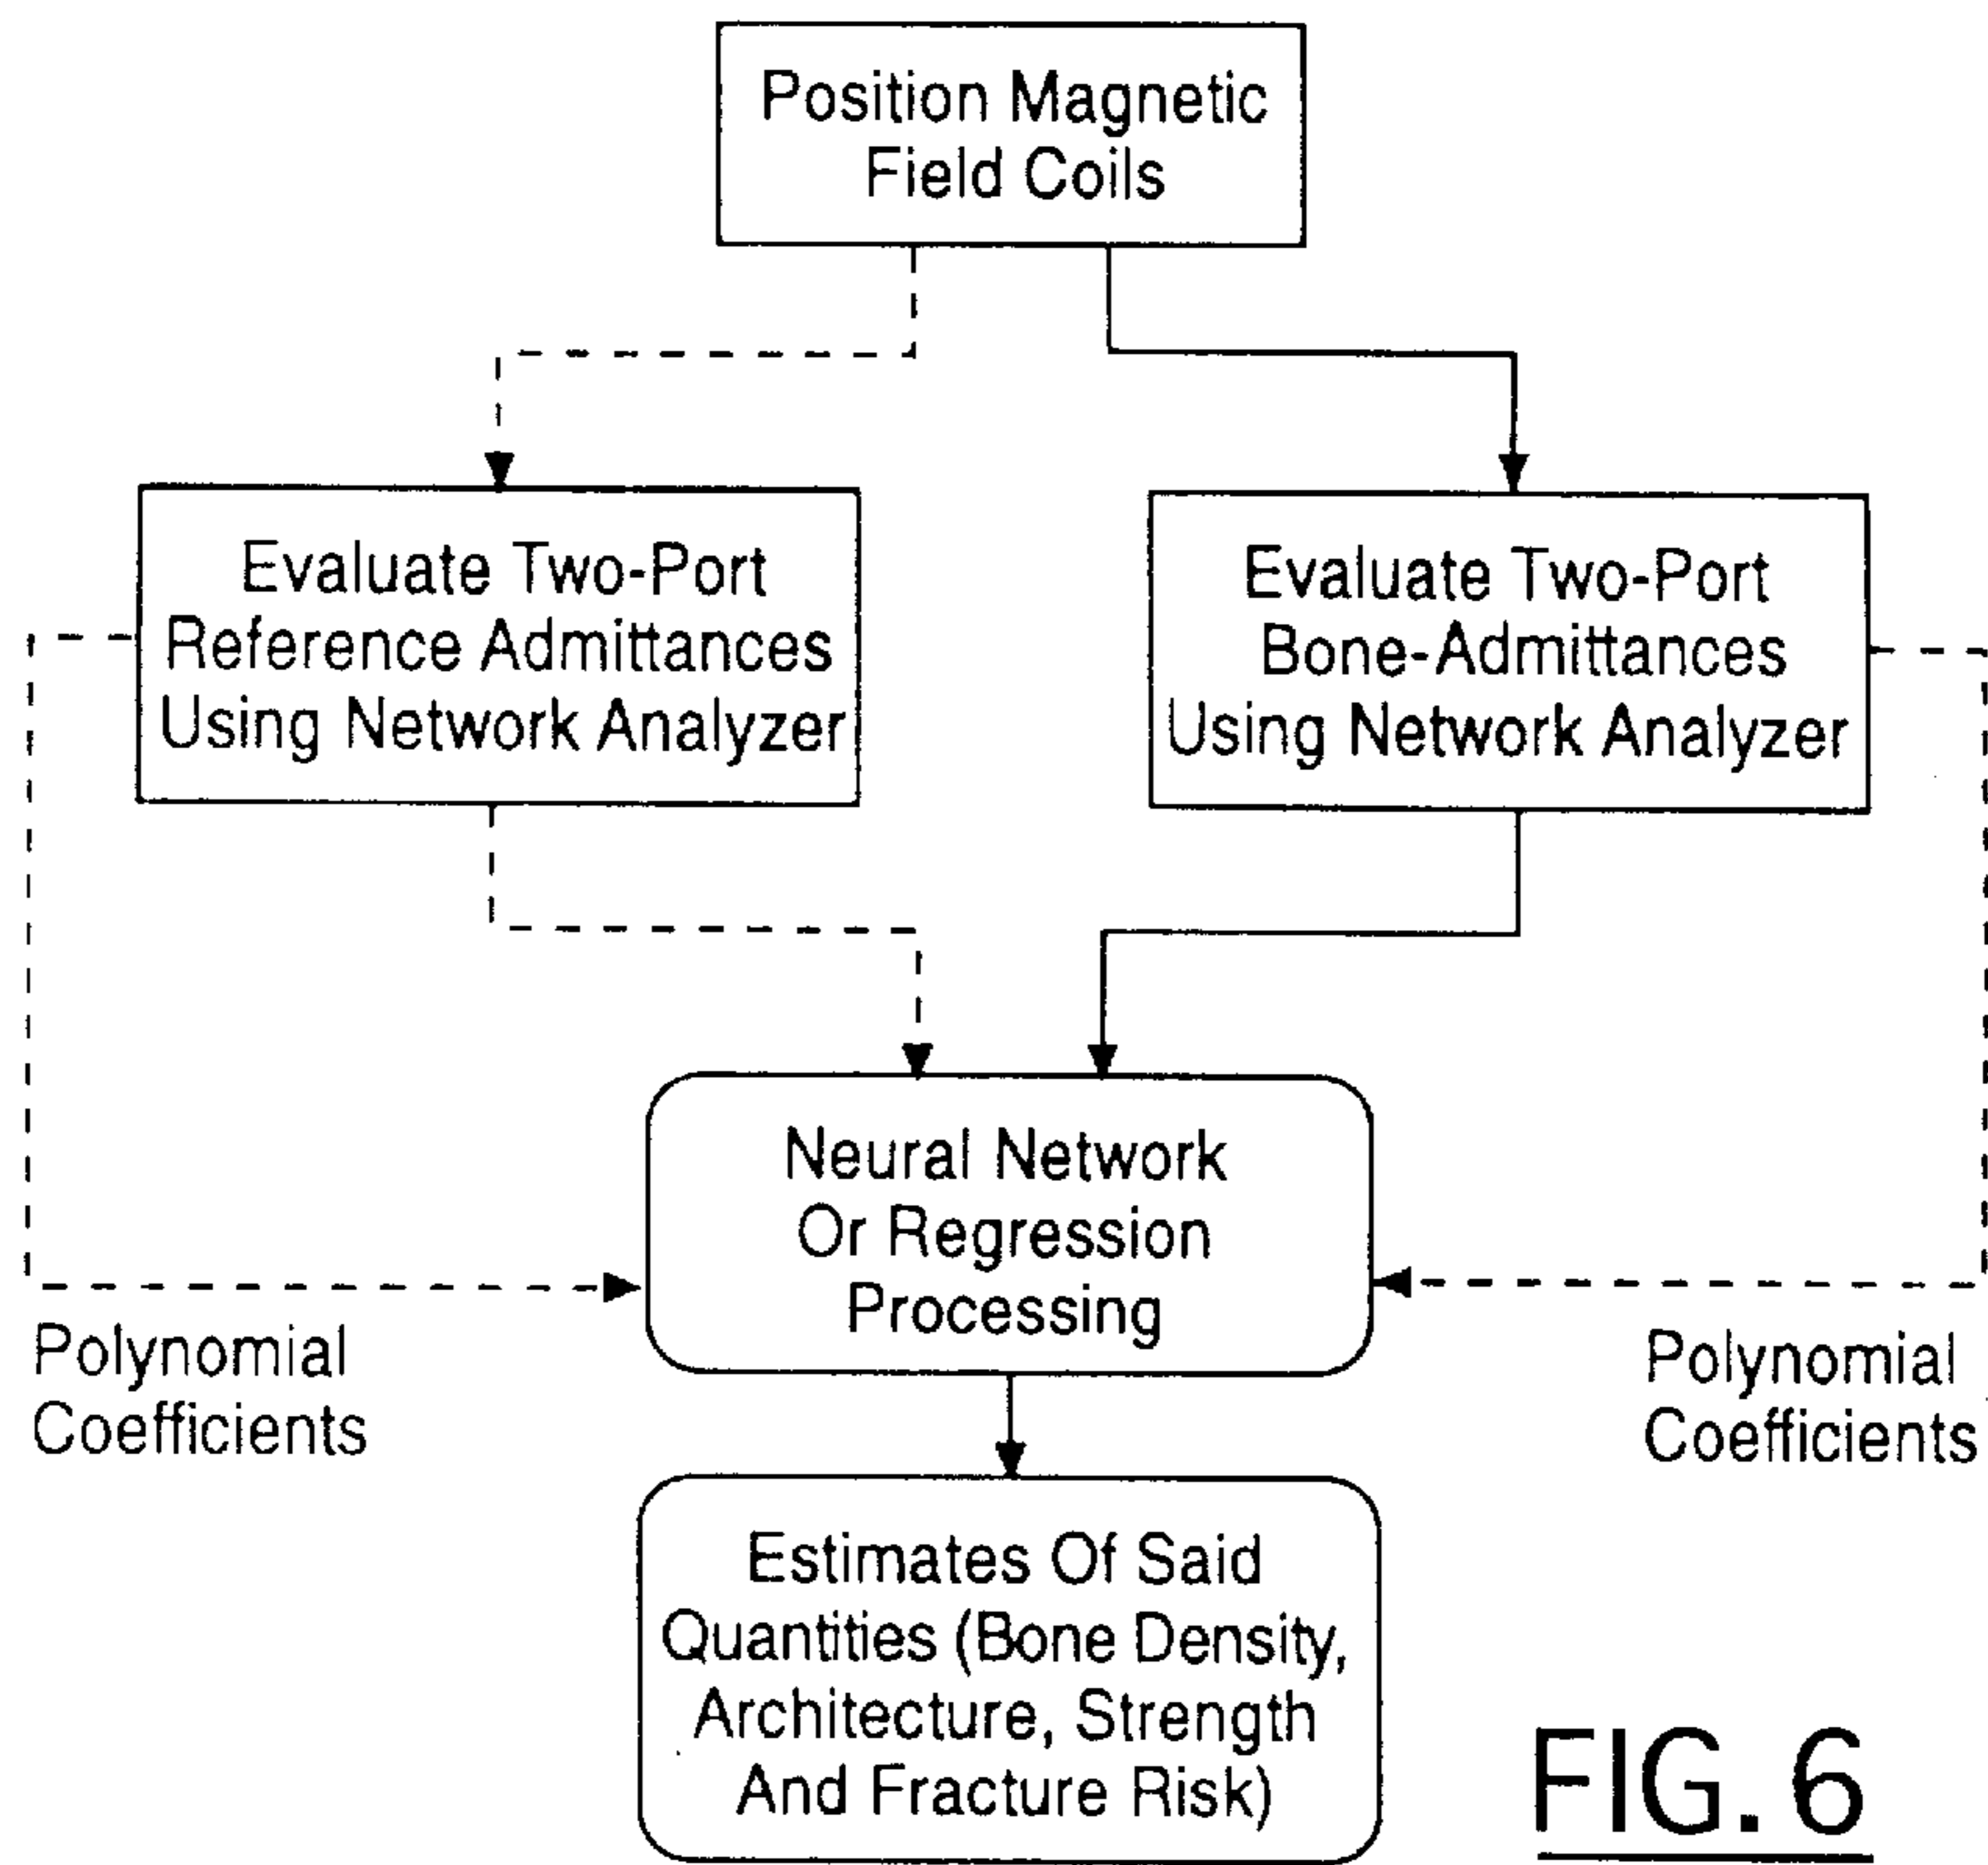 Position Magnetic
Field Coils
Evaluate Two-Port
Reference Admittances
Using Network Analyzer
Evaluate Two-Port
Bone-Admittances
Using Network Analyzer
Neural Network
Or Regression
Processing
Polynomial
Coefficients
Polynomial
Coefficients
Estimates Of Said
Quantities (Bone Density,
Architecture, Strength
And Fracture Risk)
FIG. 6